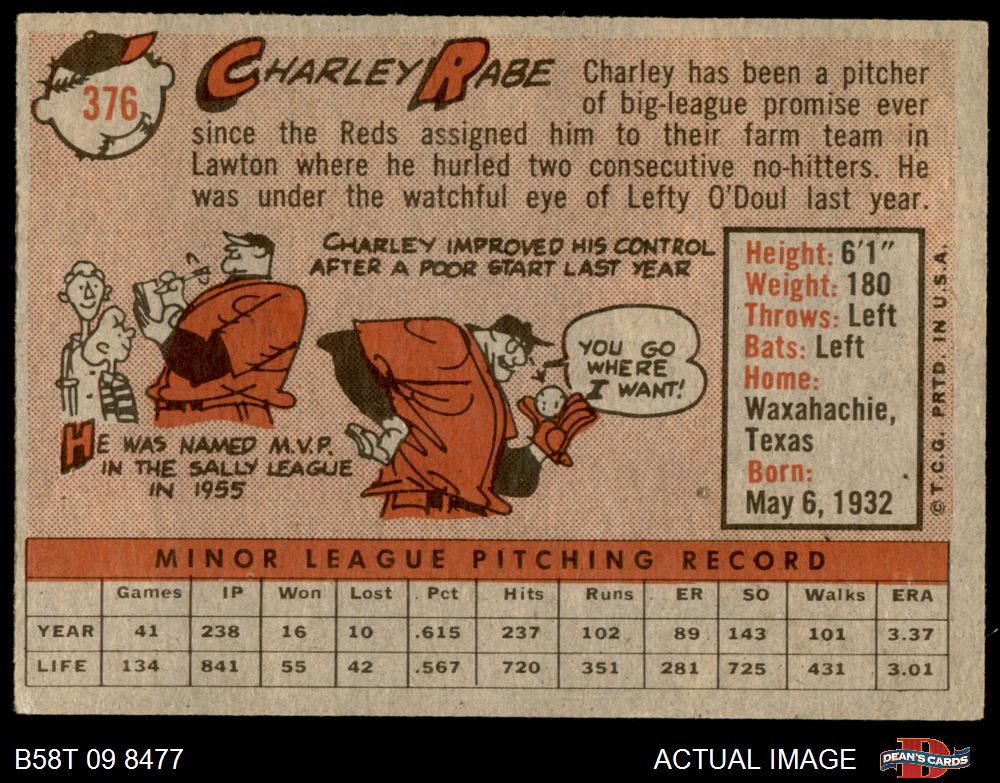 376
CHARLEY RABE
Charley has been a pitcher
of big-league promise ever
since the Reds assigned him to their farm team in
Lawton where he hurled two consecutive no-hitters. He
was under the watchful eye of Lefty O'Doul last year.
CHARLEY IMPROVED HIS CONTROL
AFTER A POOR START LAST YEAR
YOU GO
WHERE
I WANT!
HE WAS NAMED M.V.P.
IN THE SALLY LEAGUE
IN 1955
Height: 6'1"
Weight: 180
Throws: Left
Bats: Left
Home:
Waxahachie,
Texas
Born:
May 6, 1932
© T.C.G. PRTD. IN U.S.A.
MINOR LEAGUE PITCHING RECORD
Games IP Won Lost Pct Hits Runs ER SO Walks ERA
YEAR 41 238 16 10 .615 237 102 89 143 101 3.37
LIFE 134 841 55 42 .567 720 351 281 725 431 3.01
B58T 09 8477
ACTUAL IMAGE
D
DEAN'S CARDS